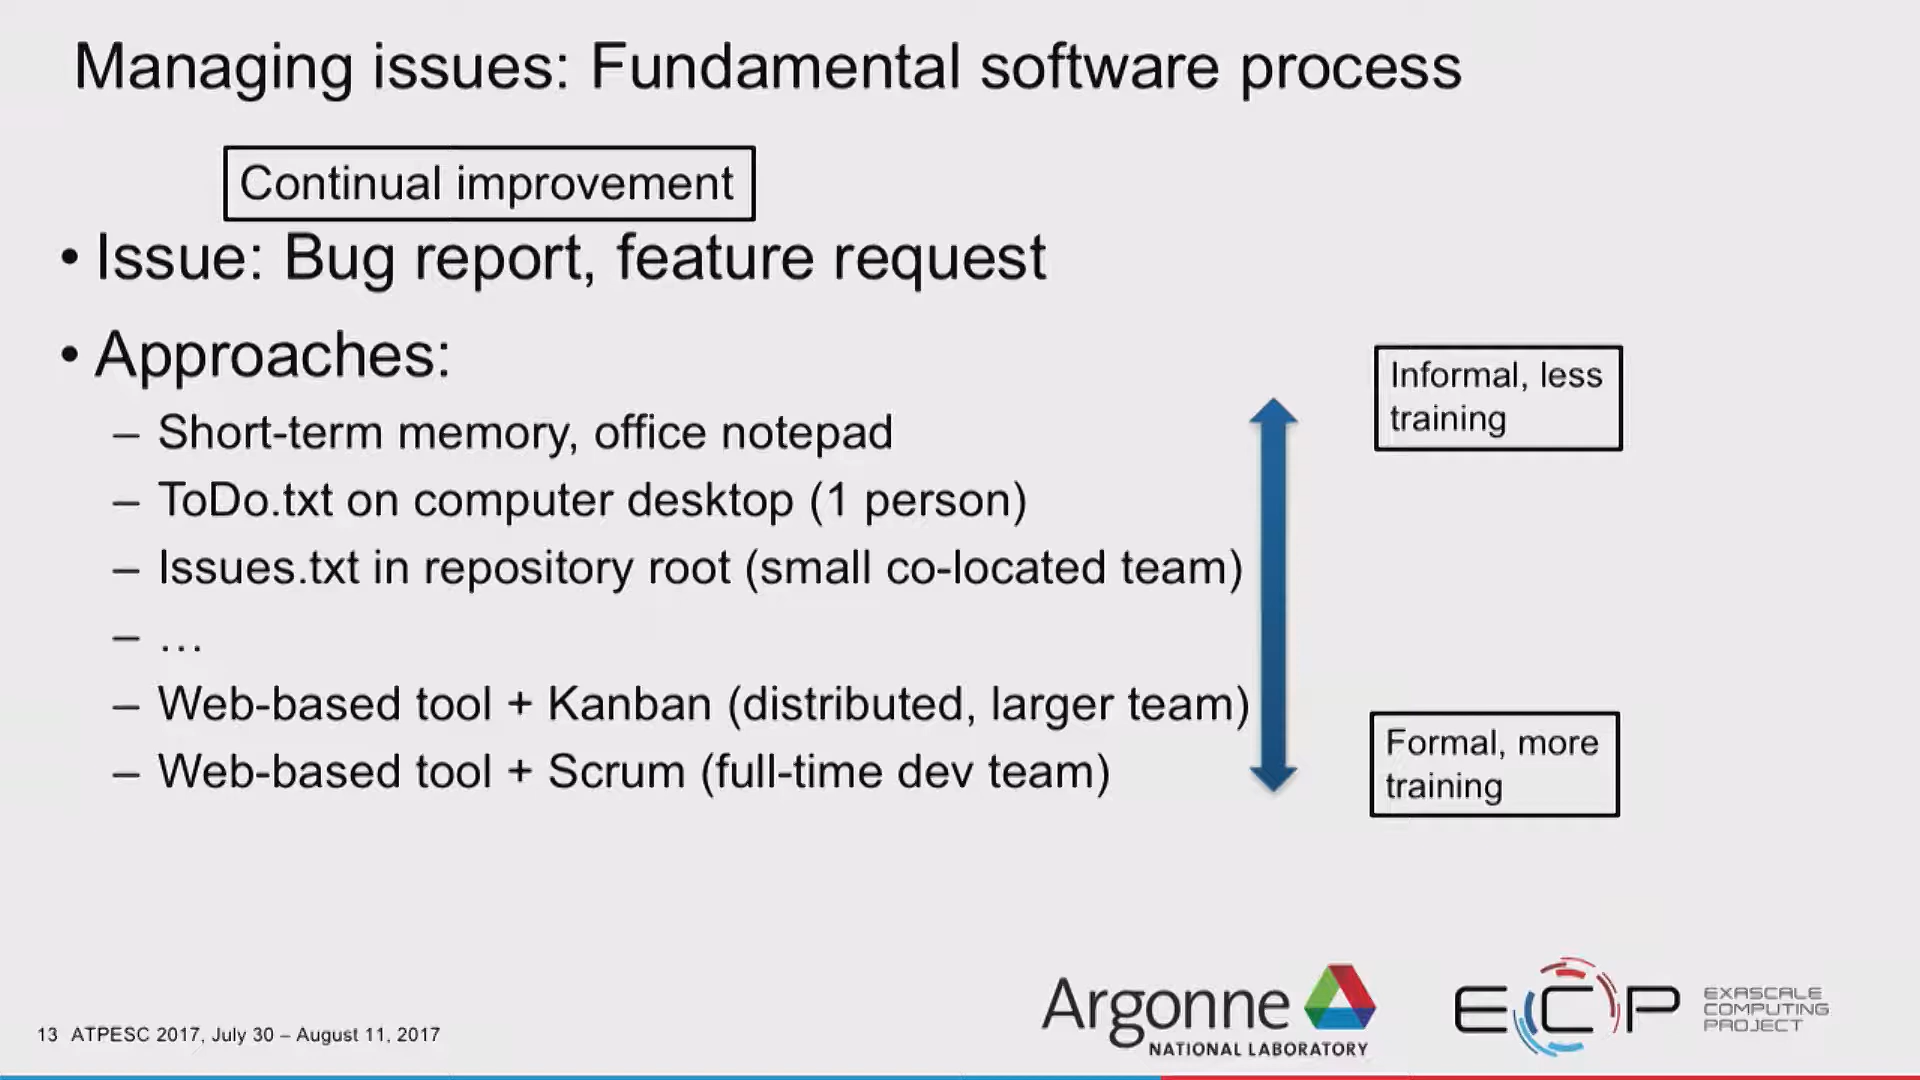 Managing issues: Fundamental software process
Continual improvement
• Issue: Bug report, feature request
• Approaches:
– Short-term memory, office notepad
– ToDo.txt on computer desktop (1 person)
– Issues.txt in repository root (small co-located team)
– …
– Web-based tool + Kanban (distributed, larger team)
– Web-based tool + Scrum (full-time dev team)
Informal, less
training
Formal, more
training
13 ATPESC 2017, July 30 – August 11, 2017
Argonne
NATIONAL LABORATORY
ECP
EXASCALE
COMPUTING
PROJECT